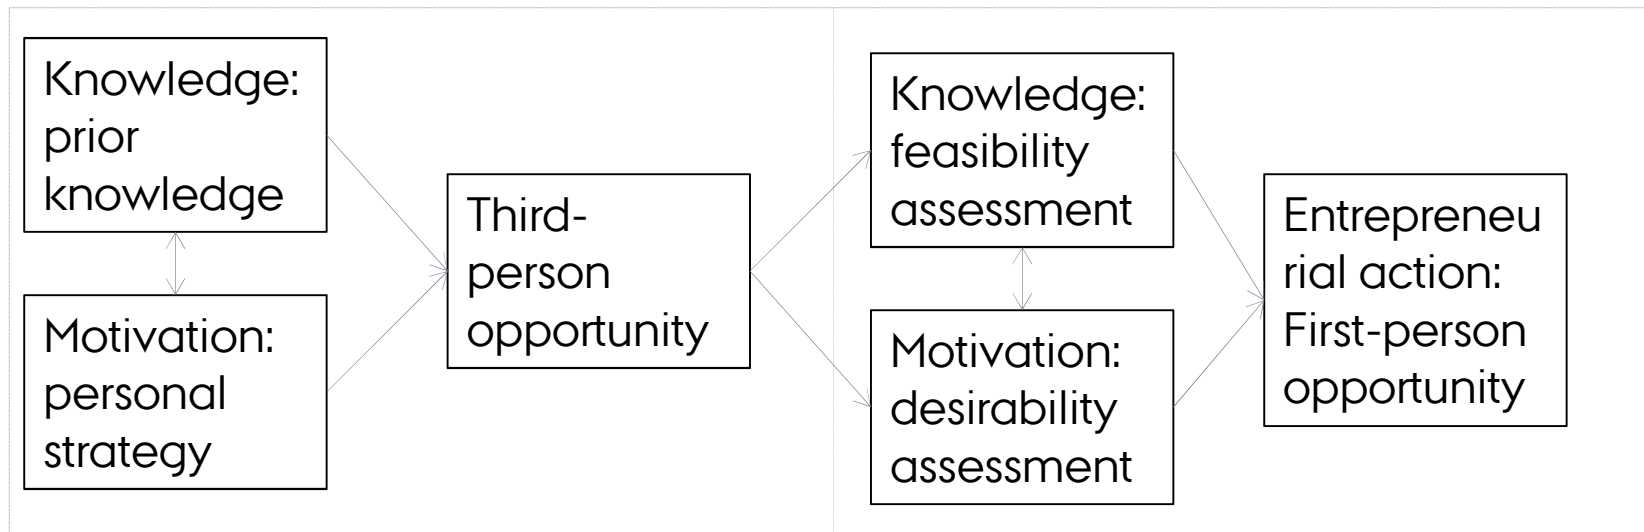 Knowledge:
prior
knowledge
Motivation:
personal
strategy
Third-
person
opportunity
Knowledge:
feasibility
assessment
Motivation:
desirability
assessment
Entrepreneu
rial action:
First-person
opportunity